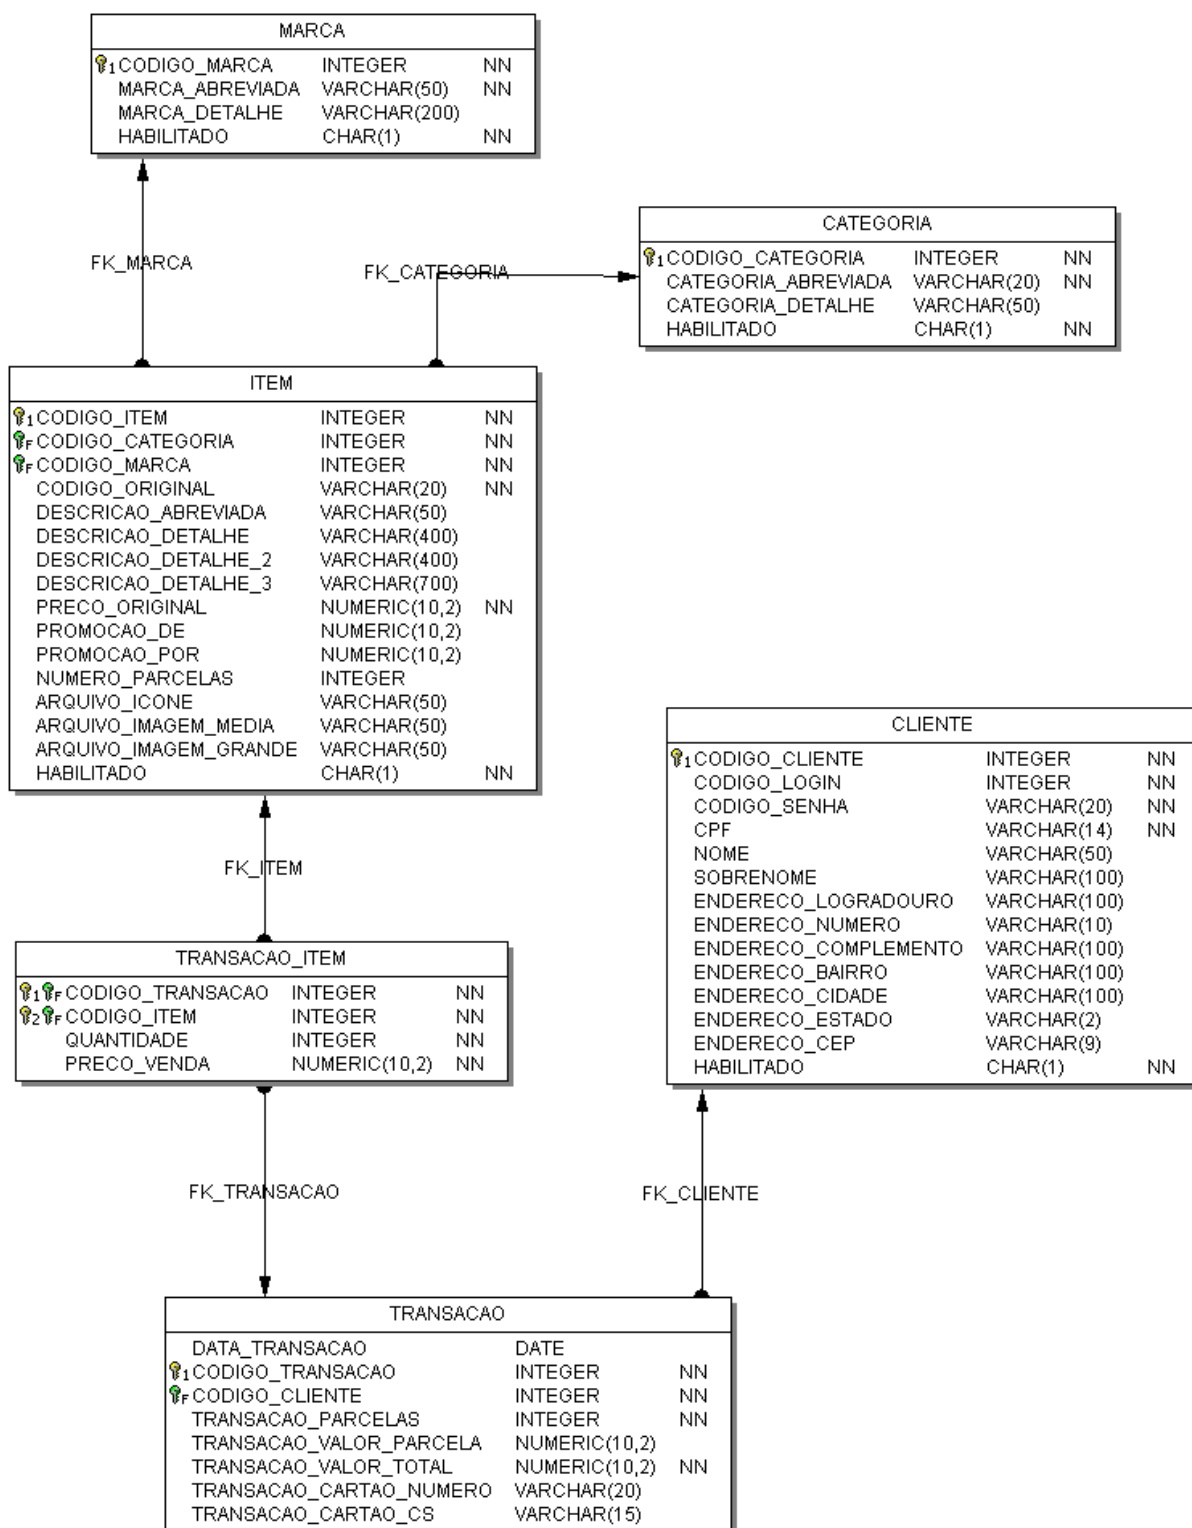 MARCA
1 CODIGO_MARCA INTEGER NN
MARCA_ABREVIADA VARCHAR(50) NN
MARCA_DETALHE VARCHAR(200)
HABILITADO CHAR(1) NN
FK_MARCA
FK_CATEGORIA
CATEGORIA
1 CODIGO_CATEGORIA INTEGER NN
CATEGORIA_ABREVIADA VARCHAR(20) NN
CATEGORIA_DETALHE VARCHAR(50)
HABILITADO CHAR(1) NN
ITEM
1 CODIGO_ITEM INTEGER NN
F CODIGO_CATEGORIA INTEGER NN
F CODIGO_MARCA INTEGER NN
CODIGO_ORIGINAL VARCHAR(20) NN
DESCRICAO_ABREVIADA VARCHAR(50)
DESCRICAO_DETALHE VARCHAR(400)
DESCRICAO_DETALHE_2 VARCHAR(400)
DESCRICAO_DETALHE_3 VARCHAR(700)
PRECO_ORIGINAL NUMERIC(10,2) NN
PROMOCAO_DE NUMERIC(10,2)
PROMOCAO_POR NUMERIC(10,2)
NUMERO_PARCELAS INTEGER
ARQUIVO_ICONE VARCHAR(50)
ARQUIVO_IMAGEM_MEDIA VARCHAR(50)
ARQUIVO_IMAGEM_GRANDE VARCHAR(50)
HABILITADO CHAR(1) NN
CLIENTE
1 CODIGO_CLIENTE INTEGER NN
CODIGO_LOGIN INTEGER NN
CODIGO_SENHA VARCHAR(20) NN
CPF VARCHAR(14) NN
NOME VARCHAR(50)
SOBRENOME VARCHAR(100)
ENDERECO_LOGRADOURO VARCHAR(100)
ENDERECO_NUMERO VARCHAR(10)
ENDERECO_COMPLEMENTO VARCHAR(100)
ENDERECO_BAIRRO VARCHAR(100)
ENDERECO_CIDADE VARCHAR(100)
ENDERECO_ESTADO VARCHAR(2)
ENDERECO_CEP VARCHAR(9)
HABILITADO CHAR(1) NN
FK_ITEM
TRANSACAO_ITEM
1 F CODIGO_TRANSACAO INTEGER NN
2 F CODIGO_ITEM INTEGER NN
QUANTIDADE INTEGER NN
PRECO_VENDA NUMERIC(10,2) NN
FK_TRANSACAO
FK_CLIENTE
TRANSACAO
DATA_TRANSACAO DATE
1 CODIGO_TRANSACAO INTEGER NN
F CODIGO_CLIENTE INTEGER NN
TRANSACAO_PARCELAS INTEGER NN
TRANSACAO_VALOR_PARCELA NUMERIC(10,2)
TRANSACAO_VALOR_TOTAL NUMERIC(10,2) NN
TRANSACAO_CARTAO_NUMERO VARCHAR(20)
TRANSACAO_CARTAO_CS VARCHAR(15)